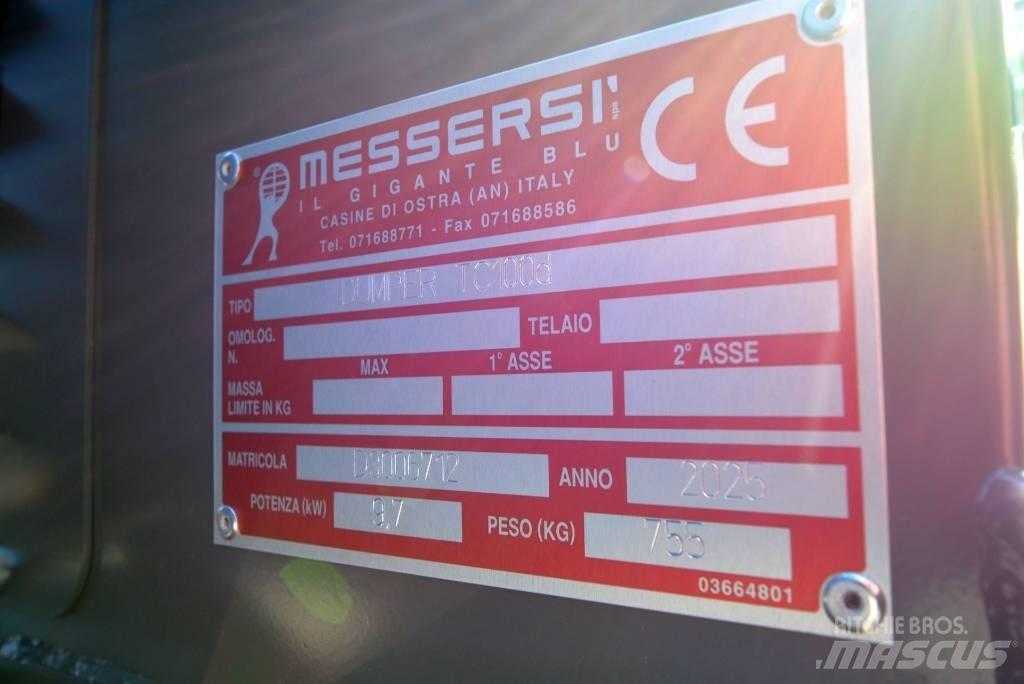 MESSERSI' spa CE
IL GIGANTE BLU
CASINE DI OSTRA (AN) ITALY
Tel. 071688771 - Fax 071688586
TIPO DUMPER TC100d
OMOLOG. N. TELAIO
MAX 1° ASSE 2° ASSE
MASSA LIMITE IN KG
MATRICOLA D3006712 ANNO 2025
POTENZA (kW) 9,7 PESO (KG) 755
03664801
RITCHIE BROS.
MASCUS